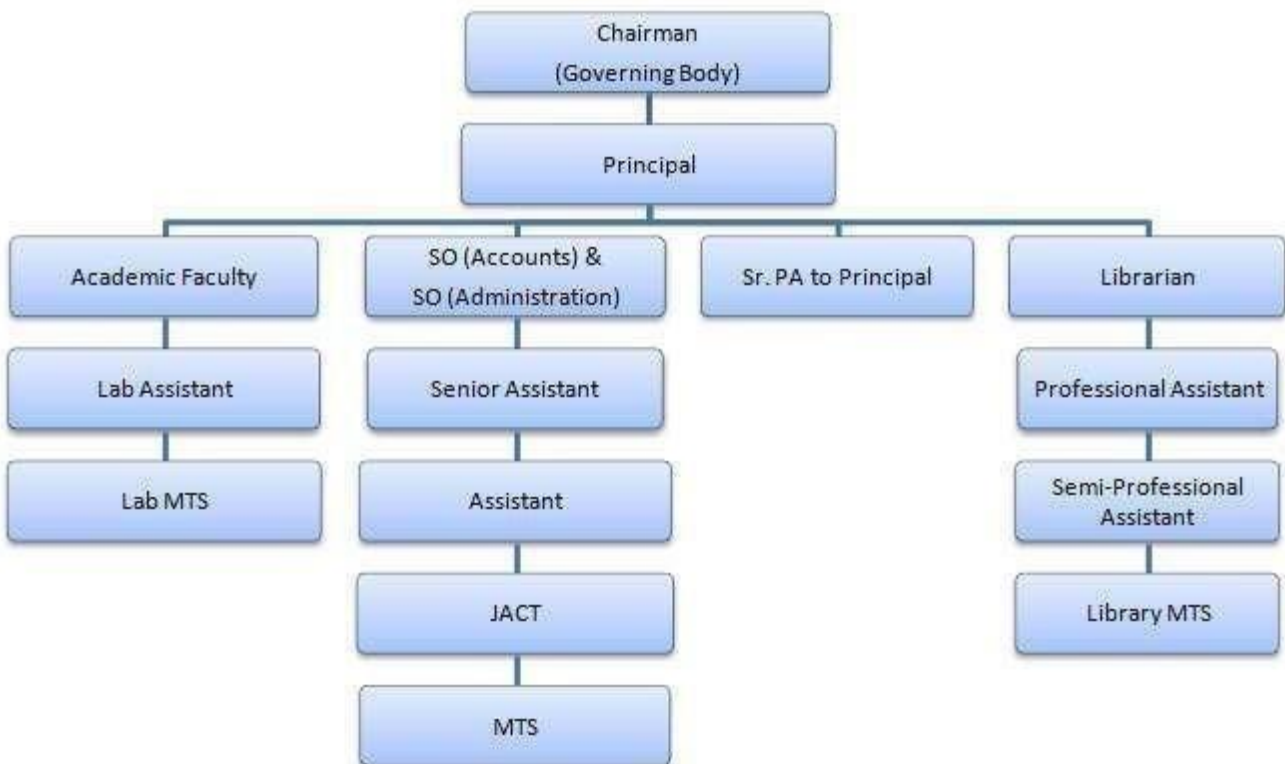 Chairman
(Governing Body)
Principal
Academic Faculty
SO (Accounts) &
SO (Administration)
Sr. PA to Principal
Librarian
Lab Assistant
Senior Assistant
Professional Assistant
Lab MTS
Assistant
Semi-Professional
Assistant
JACT
Library MTS
MTS